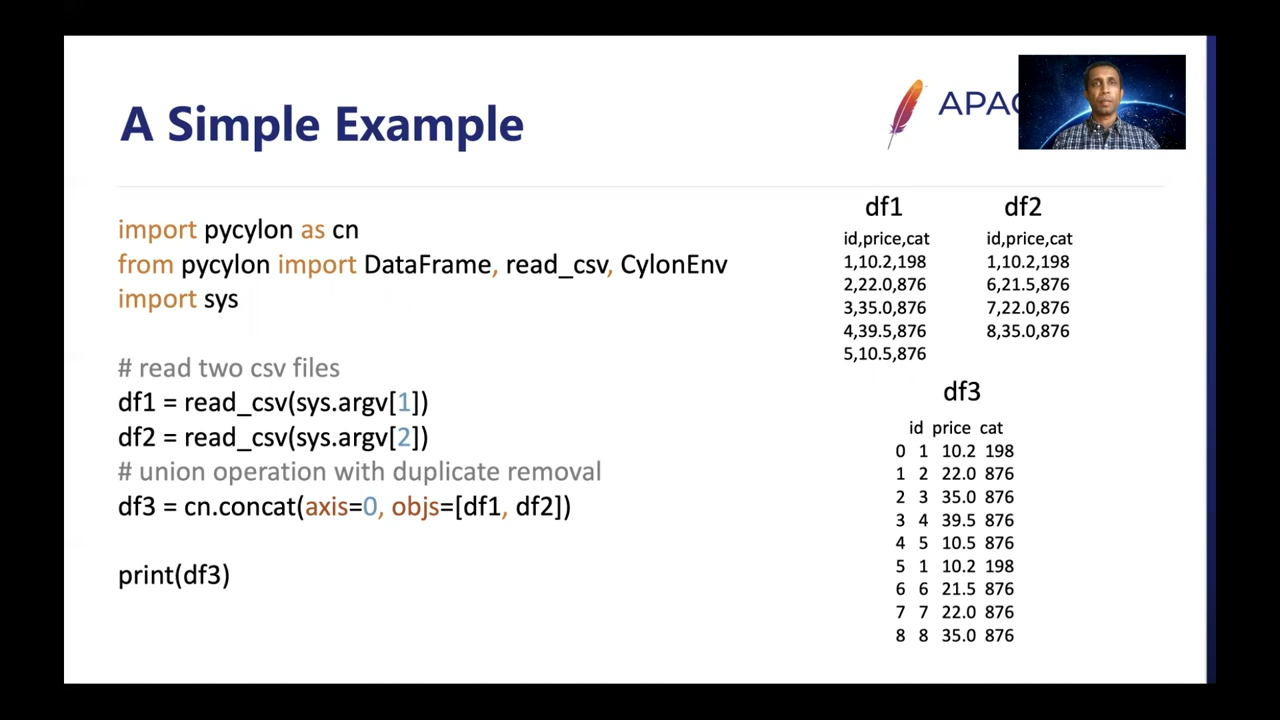 A Simple Example
APAC
import pycylon as cn
from pycylon import DataFrame, read_csv, CylonEnv
import sys
# read two csv files
df1 = read_csv(sys.argv[1])
df2 = read_csv(sys.argv[2])
# union operation with duplicate removal
df3 = cn.concat(axis=0, objs=[df1, df2])
print(df3)
df1
id,price,cat
1,10.2,198
2,22.0,876
3,35.0,876
4,39.5,876
5,10.5,876
df2
id,price,cat
1,10.2,198
6,21.5,876
7,22.0,876
8,35.0,876
df3
id price cat
0 1 10.2 198
1 2 22.0 876
2 3 35.0 876
3 4 39.5 876
4 5 10.5 876
5 1 10.2 198
6 6 21.5 876
7 7 22.0 876
8 8 35.0 876